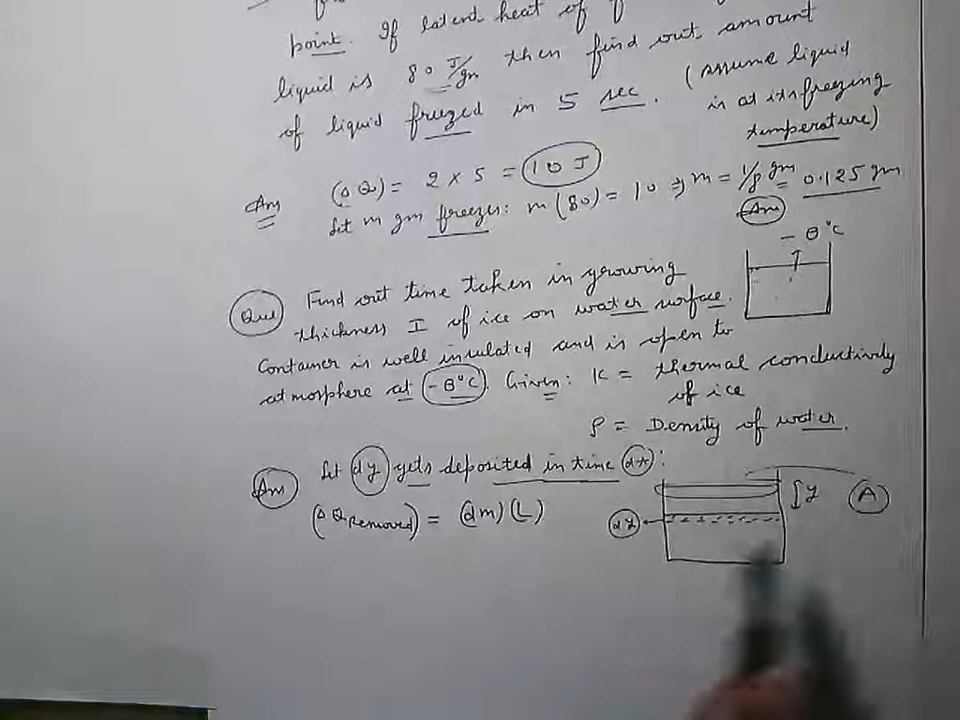 point. If latent heat of
liquid is 80 J/gm then find out amount
of liquid freezed in 5 sec. (Assume liquid
is at its freezing
temperature)
Ans (ΔQ) = 2 × 5 = 10 J
Let m gm freezes: m(80) = 10 ⇒ m = 1/8 gm = 0.125 gm
Ans
- θ°C
Que Find out time taken in growing
thickness I of ice on water surface.
Container is well insulated and is open to
atmosphere at -θ°C. Given: K = thermal conductivity
of ice
ρ = Density of water.
Ans Let dy gets deposited in time dt:
(ΔQ Removed) = (dm)(L)
dy
y
A